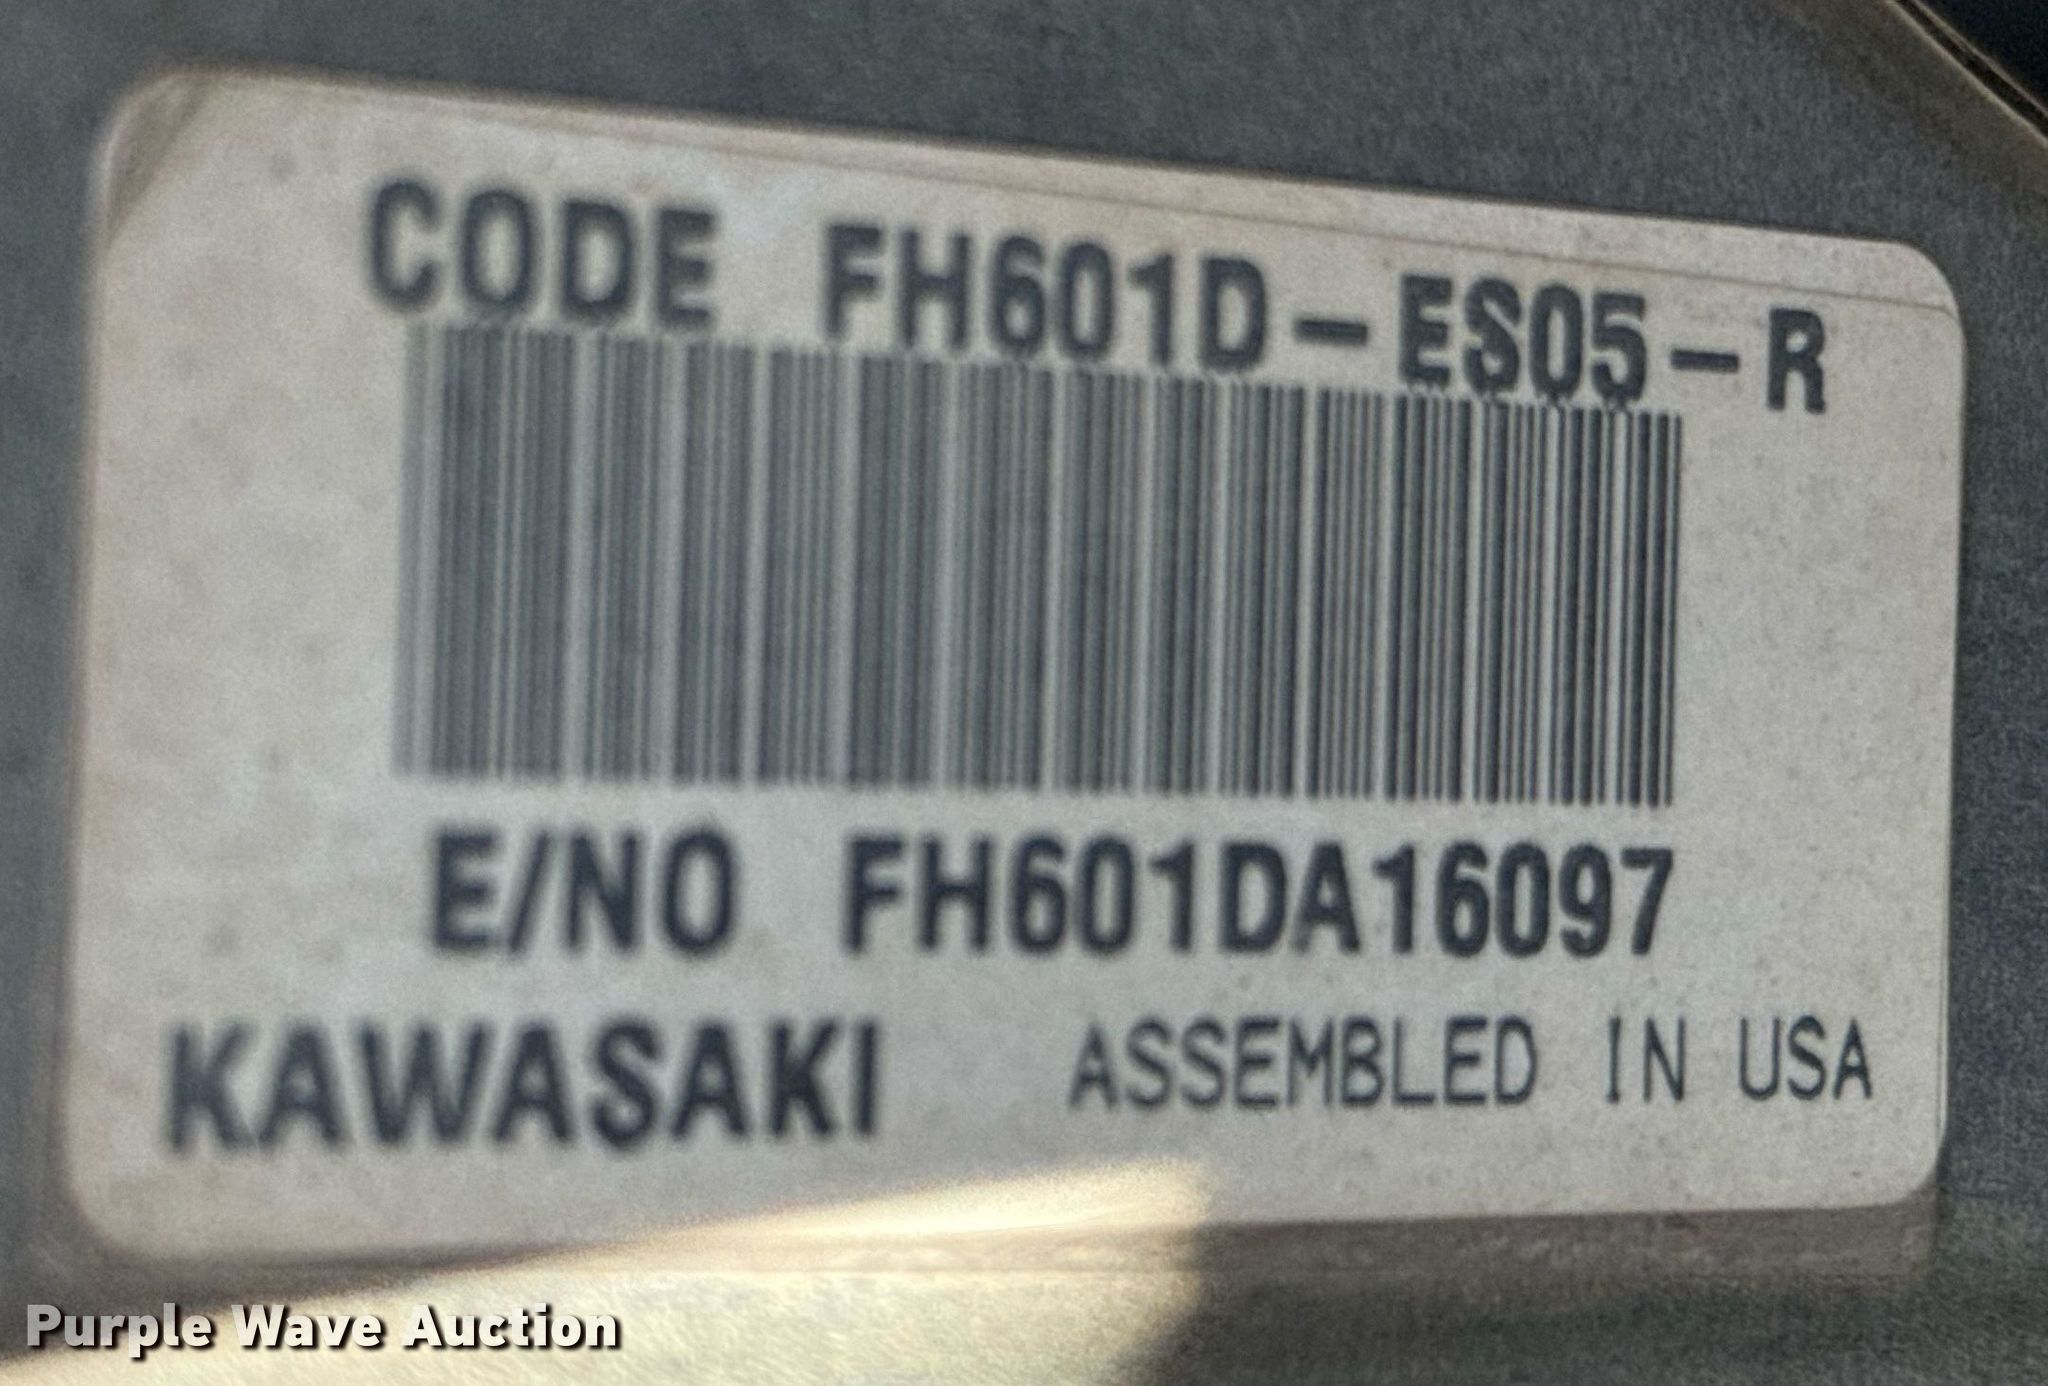 CODE FH601D-ES05-R
E/NO FH601DA16097
KAWASAKI ASSEMBLED IN USA
Purple Wave Auction